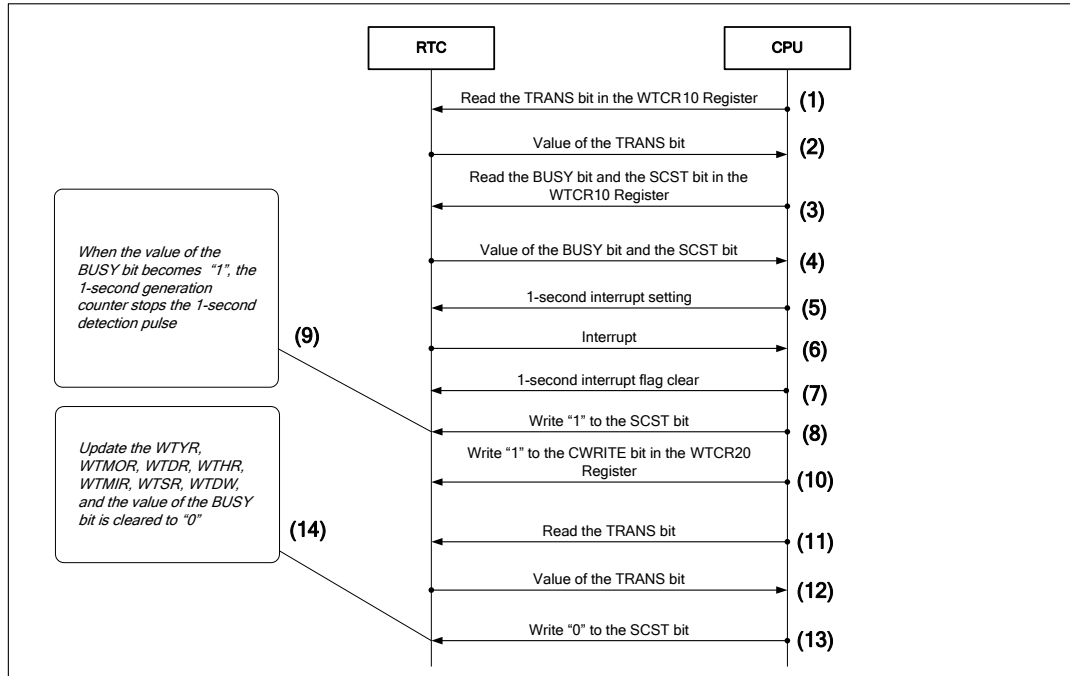 RTC
CPU
Read the TRANS bit in the WTCR10 Register
(1)
Value of the TRANS bit
(2)
Read the BUSY bit and the SCST bit in the
WTCR10 Register
(3)
When the value of the
BUSY bit becomes “1”, the
1-second generation
counter stops the 1-second
detection pulse
Value of the BUSY bit and the SCST bit
(4)
1-second interrupt setting
(5)
(9)
Interrupt
(6)
1-second interrupt flag clear
(7)
Write “1” to the SCST bit
(8)
Update the WTYR,
WTMOR, WTDR, WTHR,
WTMIR, WTSR, WTDW,
and the value of the BUSY
bit is cleared to “0”
Write “1” to the CWRITE bit in the WTCR20
Register
(10)
(14)
Read the TRANS bit
(11)
Value of the TRANS bit
(12)
Write “0” to the SCST bit
(13)